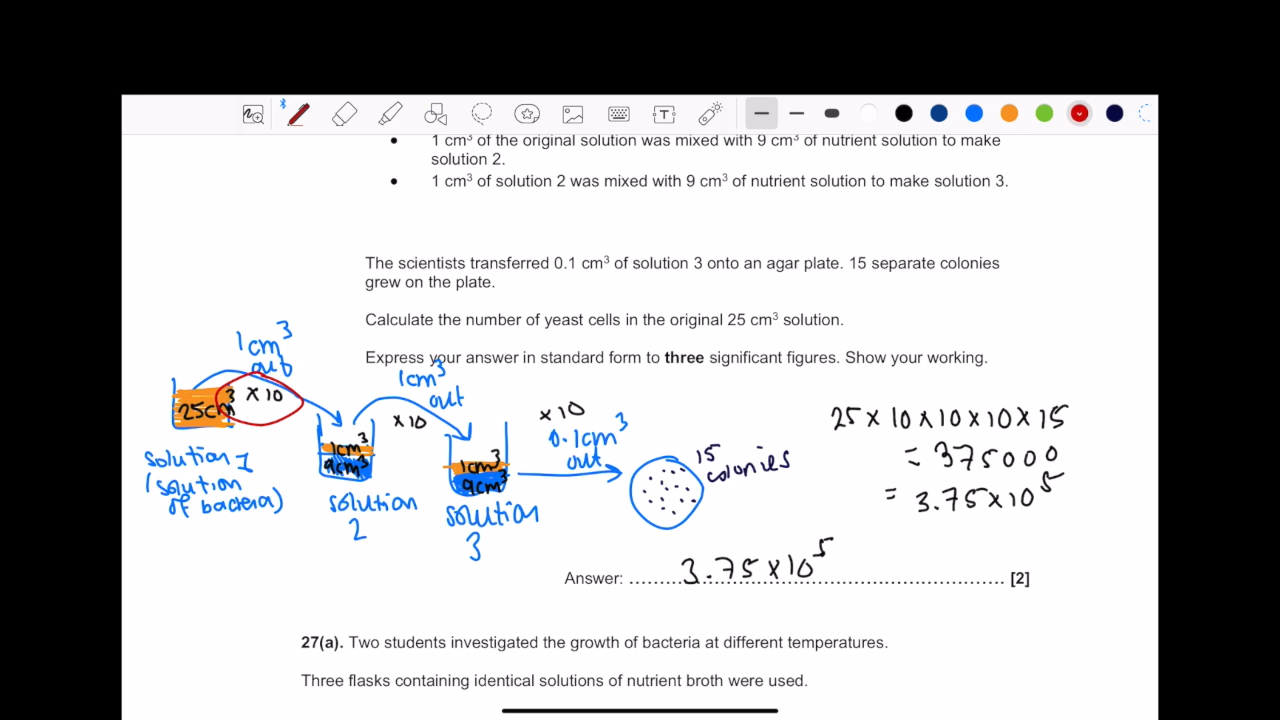 1 cm³ of the original solution was mixed with 9 cm³ of nutrient solution to make
solution 2.
1 cm³ of solution 2 was mixed with 9 cm³ of nutrient solution to make solution 3.
The scientists transferred 0.1 cm³ of solution 3 onto an agar plate. 15 separate colonies
grew on the plate.
Calculate the number of yeast cells in the original 25 cm³ solution.
Express your answer in standard form to three significant figures. Show your working.
1cm³
out
25cm³
x 10
1cm³
out
x 10
x 10
0.1cm³
out
1cm³
9cm³
1cm³
9cm³
solution 1
(solution
of bacteria)
solution
2
solution
3
15
colonies
25 x 10 x 10 x 10 x 15
= 375000
= 3.75 x 10⁵
Answer: 3.75 x 10⁵ [2]
27(a). Two students investigated the growth of bacteria at different temperatures.
Three flasks containing identical solutions of nutrient broth were used.